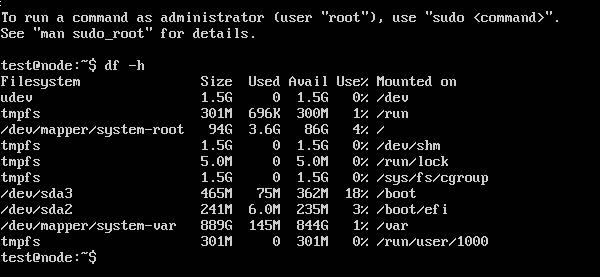 To run a command as administrator (user "root"), use "sudo <command>".
See "man sudo_root" for details.
test@node:~$ df -h
Filesystem Size Used Avail Use% Mounted on
udev 1.5G 0 1.5G 0% /dev
tmpfs 301M 696K 300M 1% /run
/dev/mapper/system-root 94G 3.6G 86G 4% /
tmpfs 1.5G 0 1.5G 0% /dev/shm
tmpfs 5.0M 0 5.0M 0% /run/lock
tmpfs 1.5G 0 1.5G 0% /sys/fs/cgroup
/dev/sda3 465M 75M 362M 18% /boot
/dev/sda2 241M 6.0M 235M 3% /boot/efi
/dev/mapper/system-var 889G 145M 844G 1% /var
tmpfs 301M 0 301M 0% /run/user/1000
test@node:~$